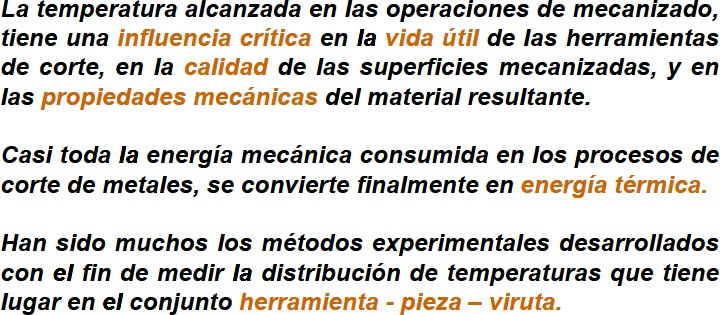 La temperatura alcanzada en las operaciones de mecanizado,
tiene una influencia crítica en la vida útil de las herramientas
de corte, en la calidad de las superficies mecanizadas, y en
las propiedades mecánicas del material resultante.
Casi toda la energía mecánica consumida en los procesos de
corte de metales, se convierte finalmente en energía térmica.
Han sido muchos los métodos experimentales desarrollados
con el fin de medir la distribución de temperaturas que tiene
lugar en el conjunto herramienta - pieza – viruta.